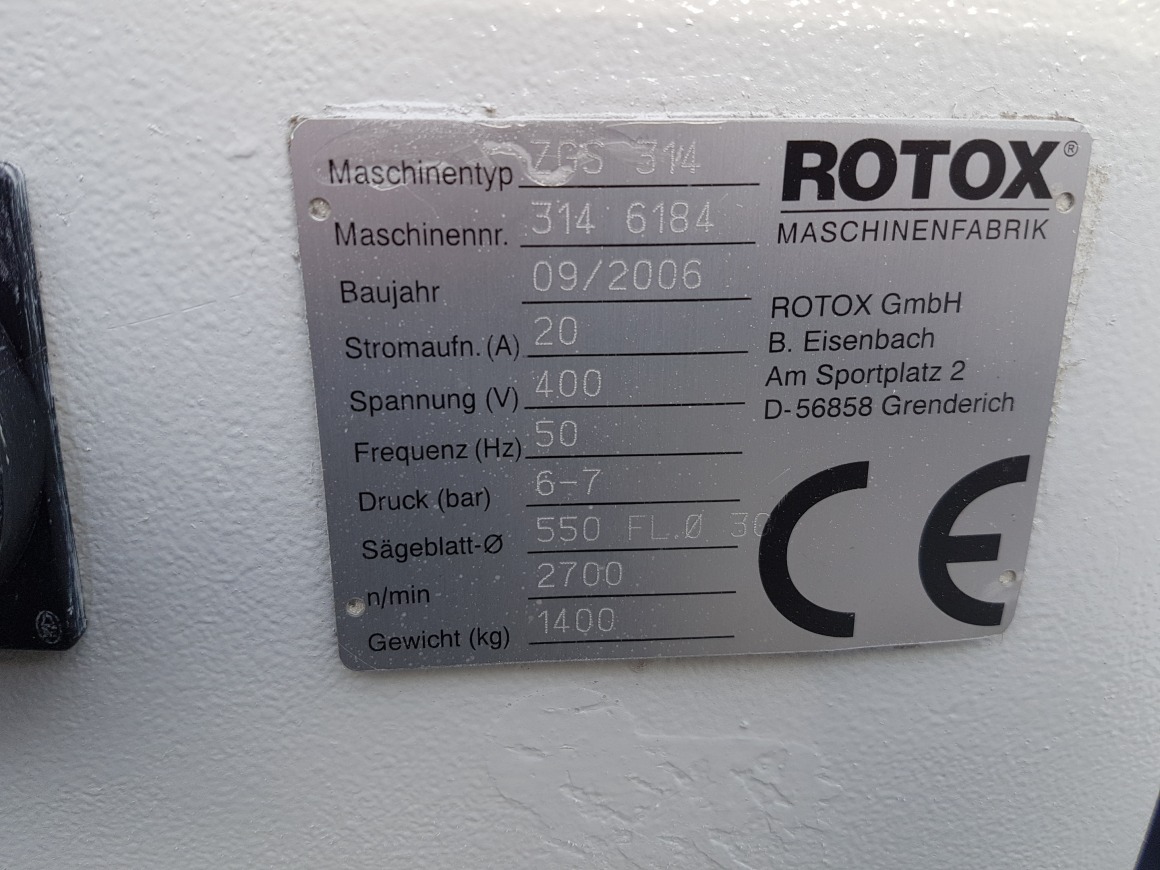 Maschinentyp ZGS 314
Maschinennr. 314 6184
Baujahr 09/2006
Stromaufn. (A) 20
Spannung (V) 400
Frequenz (Hz) 50
Druck (bar) 6-7
Sägeblatt-Ø 550 FL.Ø 30
n/min 2700
Gewicht (kg) 1400
ROTOX®
MASCHINENFABRIK
ROTOX GmbH
B. Eisenbach
Am Sportplatz 2
D-56858 Grenderich
CE